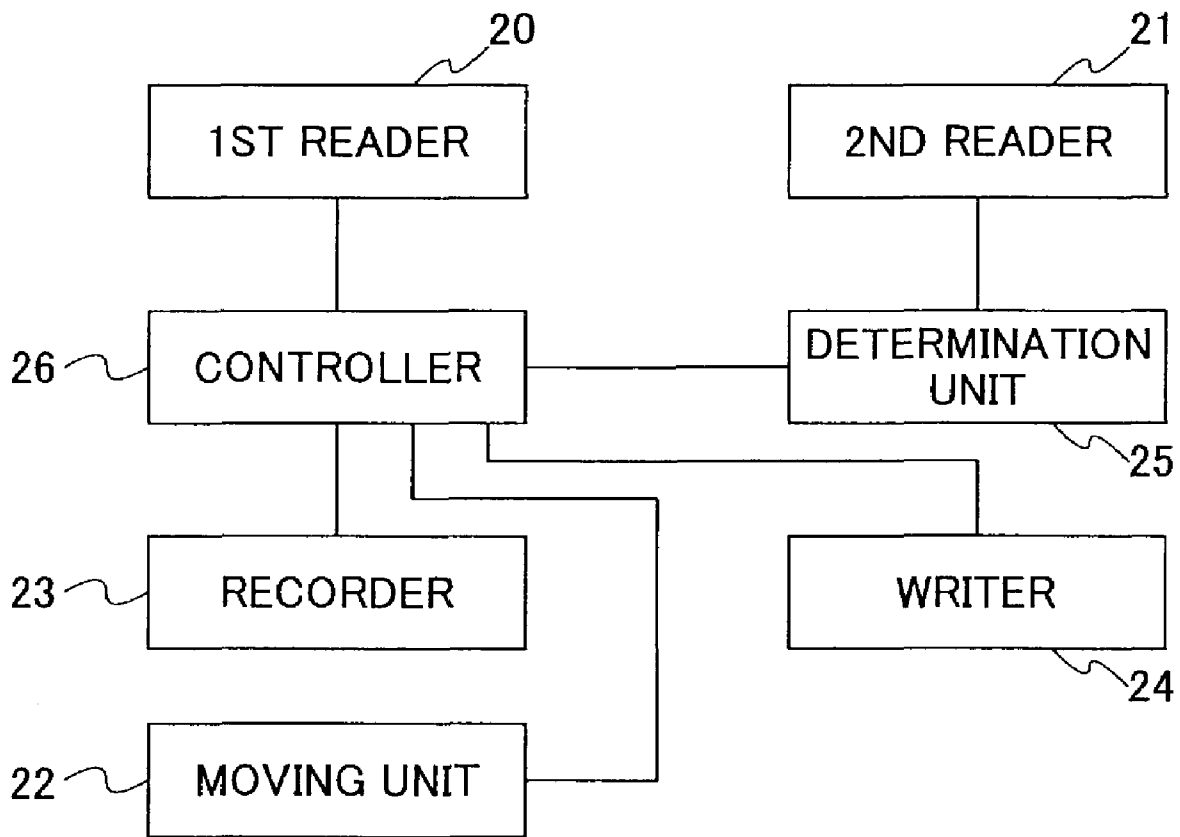 20
21
1ST READER
2ND READER
26
CONTROLLER
DETERMINATION
UNIT
25
23
RECORDER
WRITER
24
22
MOVING UNIT